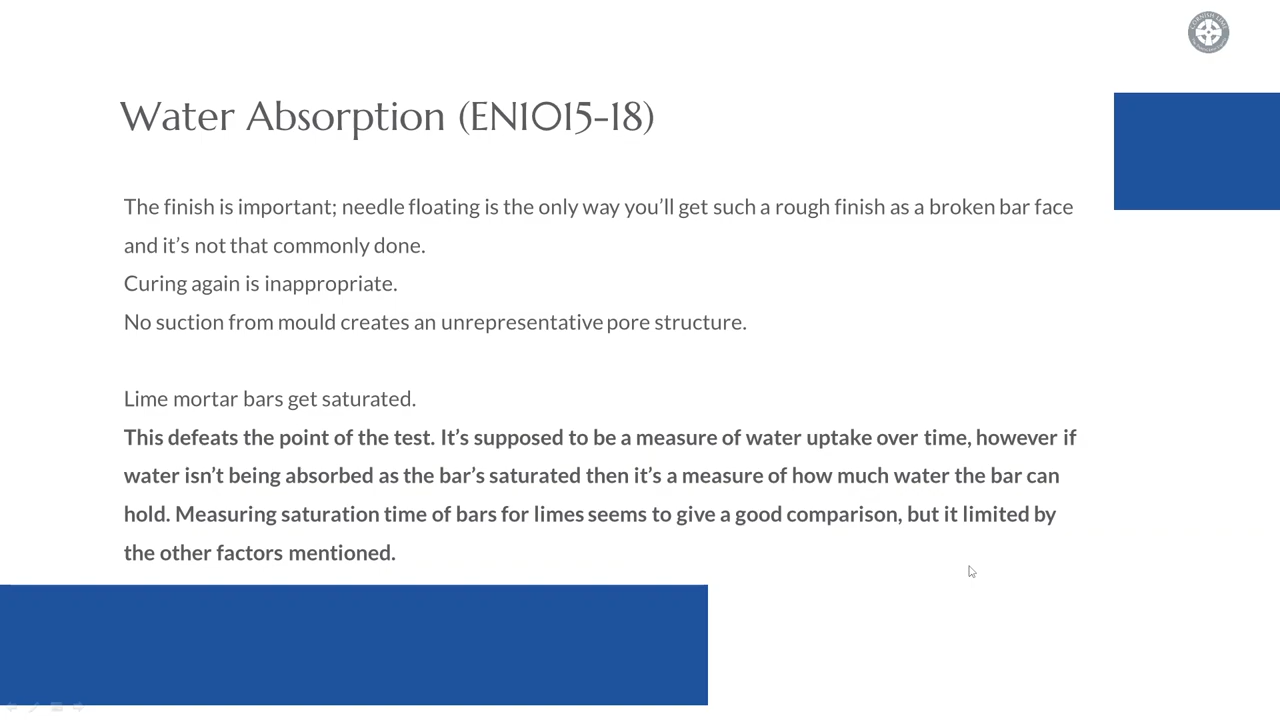 CORNISH LIME
Water Absorption (EN1015-18)
The finish is important; needle floating is the only way you’ll get such a rough finish as a broken bar face
and it’s not that commonly done.
Curing again is inappropriate.
No suction from mould creates an unrepresentative pore structure.
Lime mortar bars get saturated.
This defeats the point of the test. It’s supposed to be a measure of water uptake over time, however if
water isn’t being absorbed as the bar’s saturated then it’s a measure of how much water the bar can
hold. Measuring saturation time of bars for limes seems to give a good comparison, but it limited by
the other factors mentioned.